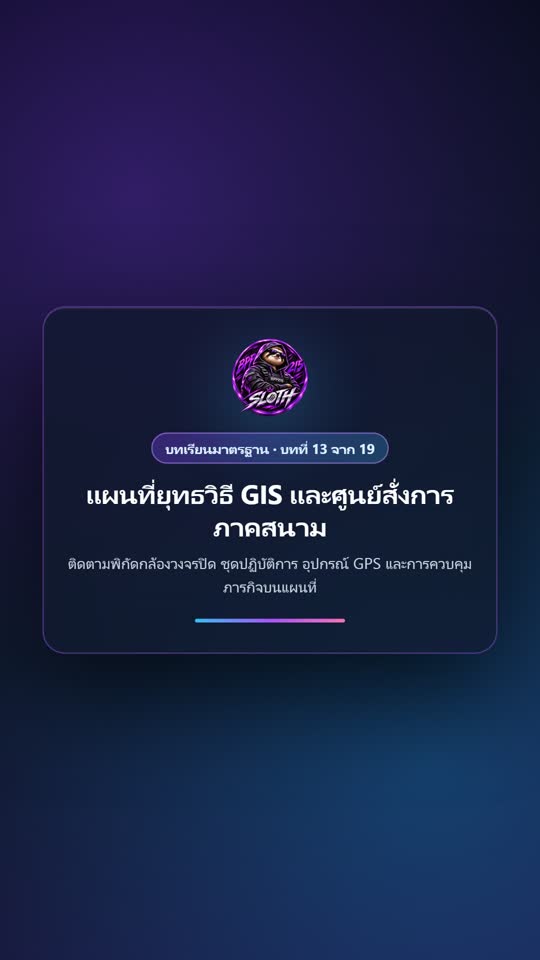 SLOTH
บทเรียนมาตรฐาน · บทที่ 13 จาก 19
แผนที่ยุทธวิธี GIS และศูนย์สั่งการ
ภาคสนาม
ติดตามพิกัดกล้องวงจรปิด ชุดปฏิบัติการ อุปกรณ์ GPS และการควบคุม
ภารกิจบนแผนที่